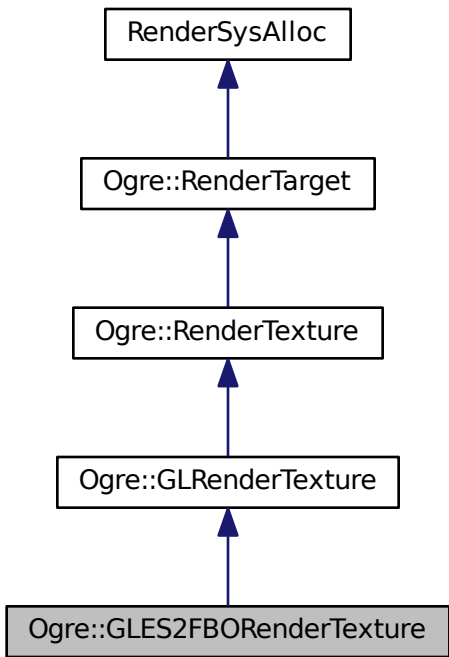 RenderSysAlloc
Ogre::RenderTarget
Ogre::RenderTexture
Ogre::GLRenderTexture
Ogre::GLES2FBORenderTexture